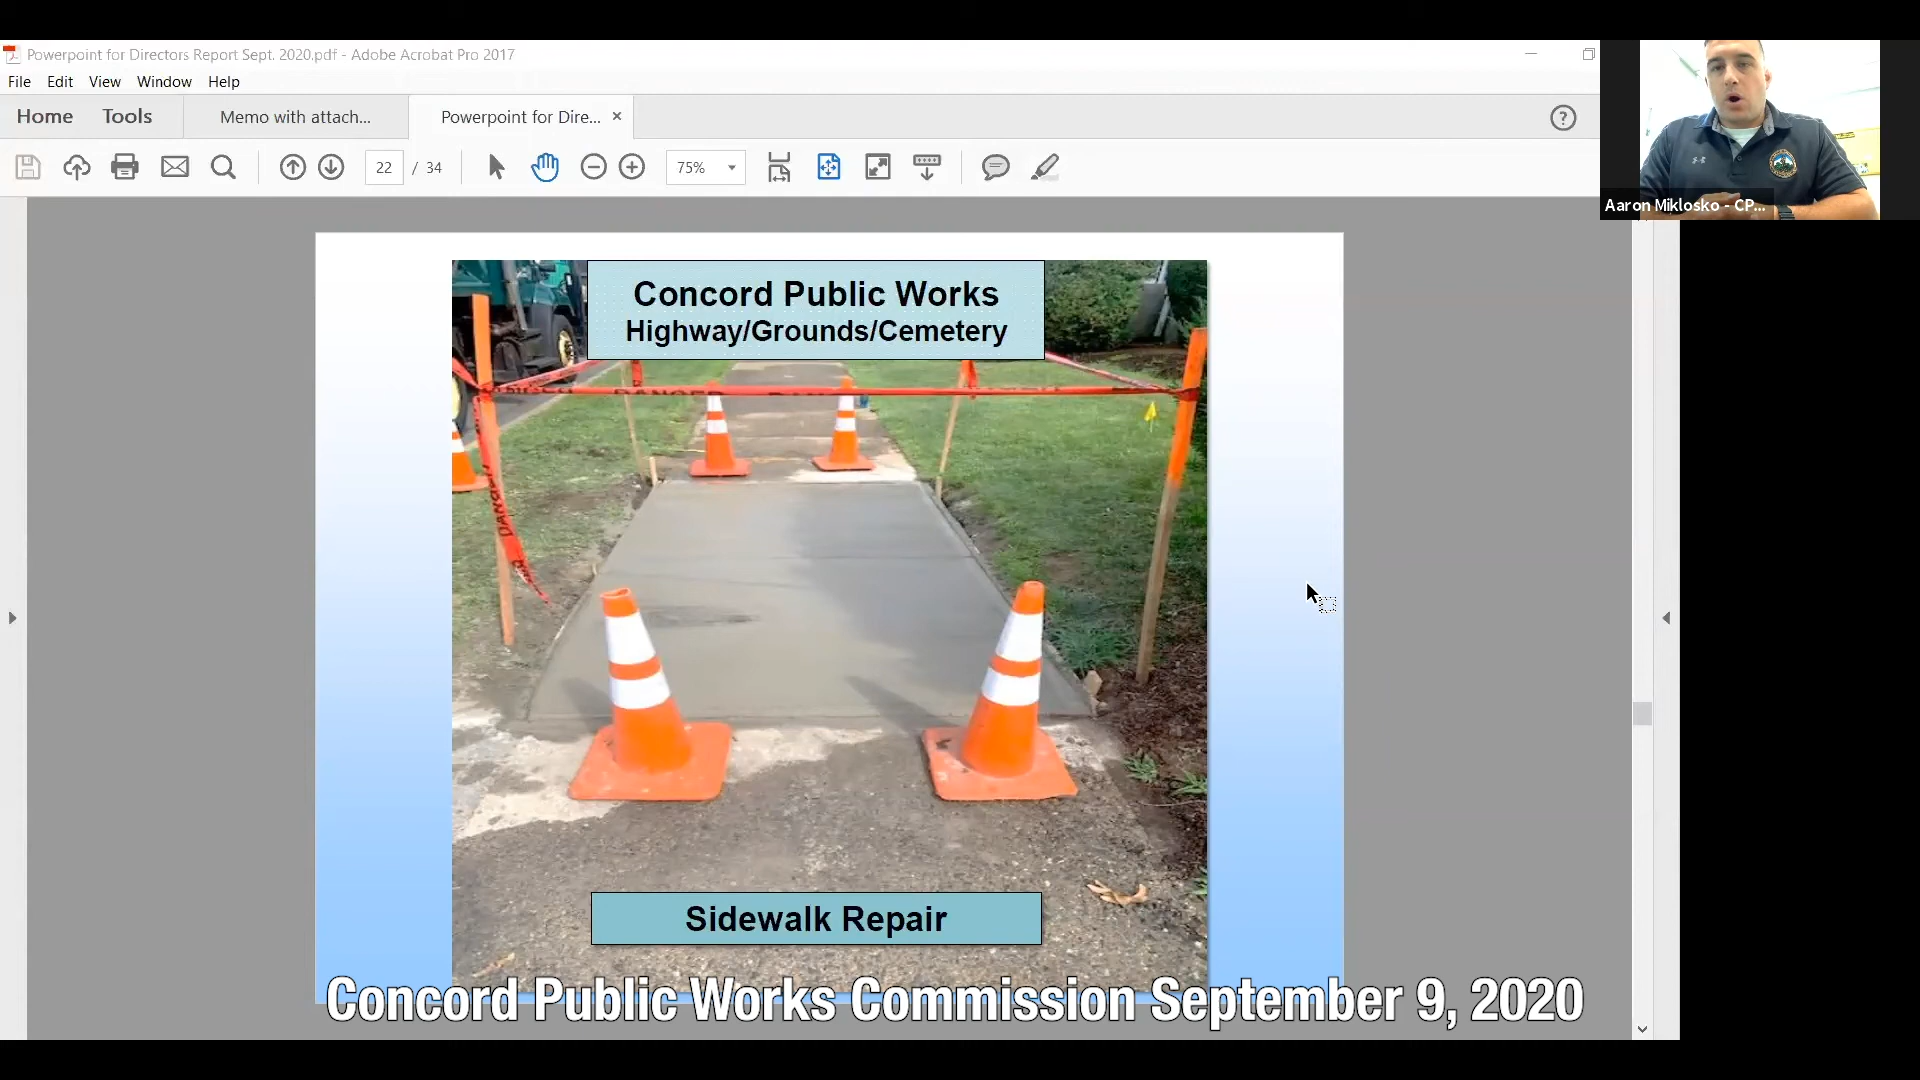 Powerpoint for Directors Report Sept. 2020.pdf - Adobe Acrobat Pro 2017
File Edit View Window Help
Home Tools Memo with attach... Powerpoint for Dire... ×
22 / 34 75%
Aaron Miklosko - CP...
Concord Public Works
Highway/Grounds/Cemetery
DANGER
DANGER
Sidewalk Repair
Concord Public Works Commission September 9, 2020